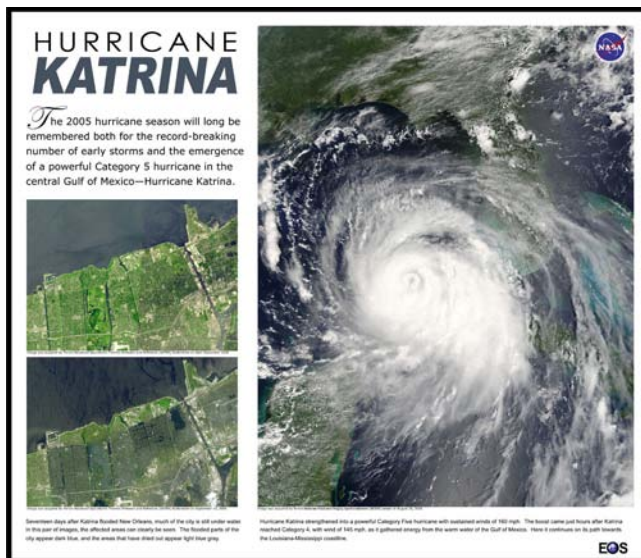 HURRICANE
KATRINA
The 2005 hurricane season will long be
remembered both for the record-breaking
number of early storms and the emergence
of a powerful Category 5 hurricane in the
central Gulf of Mexico—Hurricane Katrina.
NASA
Seventeen days after Katrina flooded New Orleans, much of the city is still under water
in this pair of images, the affected areas can clearly be seen. The flooded parts of the
city appear dark blue, and the areas that have dried out appear light blue gray.
Hurricane Katrina strengthened into a powerful Category Five hurricane with sustained winds of 160 mph. The boost came just hours after Katrina
reached Category 4, with wind of 145 mph, as it gathered energy from the warm water of the Gulf of Mexico. Here it continues on its path towards
the Louisiana-Mississippi coastline.
EOS